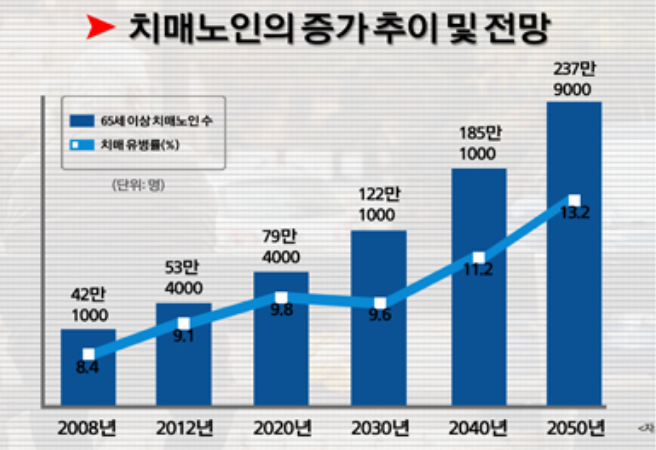 치매노인의 증가 추이 및 전망
65세 이상 치매노인 수
치매 유병률(%)
(단위: 명)
42만
1000
53만
4000
79만
4000
122만
1000
185만
1000
237만
9000
8.4
9.1
9.8
9.6
11.2
13.2
2008년
2012년
2020년
2030년
2040년
2050년
<자